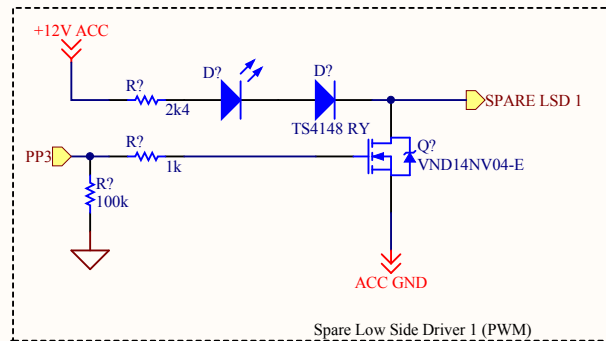 +12V ACC
D?
D?
R?
2k4
TS4148 RY
SPARE LSD 1
R?
PP3
1k
Q?
VND14NV04-E
R?
100k
ACC GND
Spare Low Side Driver 1 (PWM)